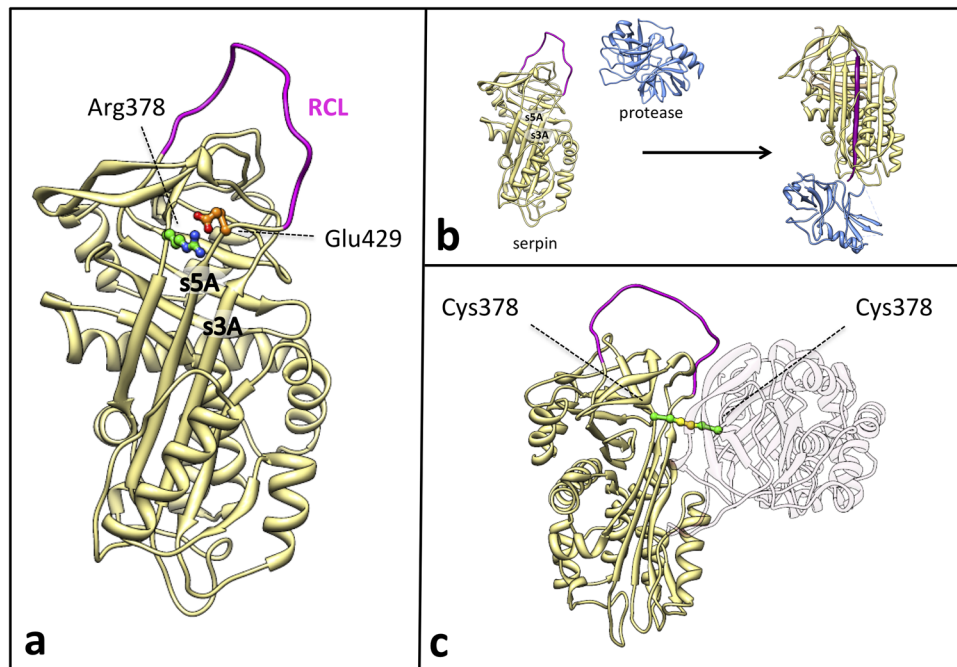 Arg378
RCL
Glu429
s5A
s3A
a
s5A
s3A
protease
serpin
b
Cys378
Cys378
c